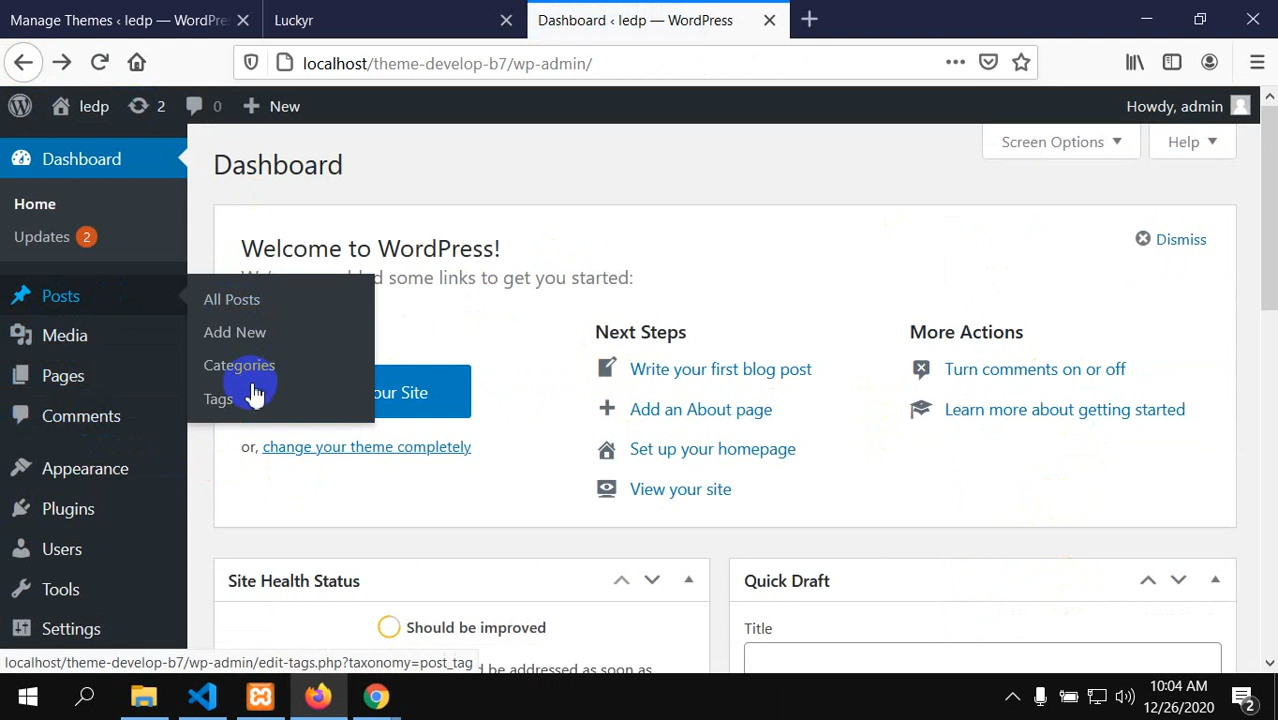 Manage Themes ‹ ledp — WordPre
Luckyr
Dashboard ‹ ledp — WordPress
localhost/theme-develop-b7/wp-admin/
ledp
2
0
New
Howdy, admin
Dashboard
Home
Updates 2
Posts
Media
Pages
Comments
Appearance
Plugins
Users
Tools
Settings
All Posts
Add New
Categories
Tags
Dashboard
Screen Options
Help
Welcome to WordPress!
some links to get you started:
Dismiss
our Site
or, change your theme completely
Next Steps
Write your first blog post
Add an About page
Set up your homepage
View your site
More Actions
Turn comments on or off
Learn more about getting started
Site Health Status
Should be improved
be addressed as soon as
Quick Draft
Title
localhost/theme-develop-b7/wp-admin/edit-tags.php?taxonomy=post_tag
10:04 AM
12/26/2020
2